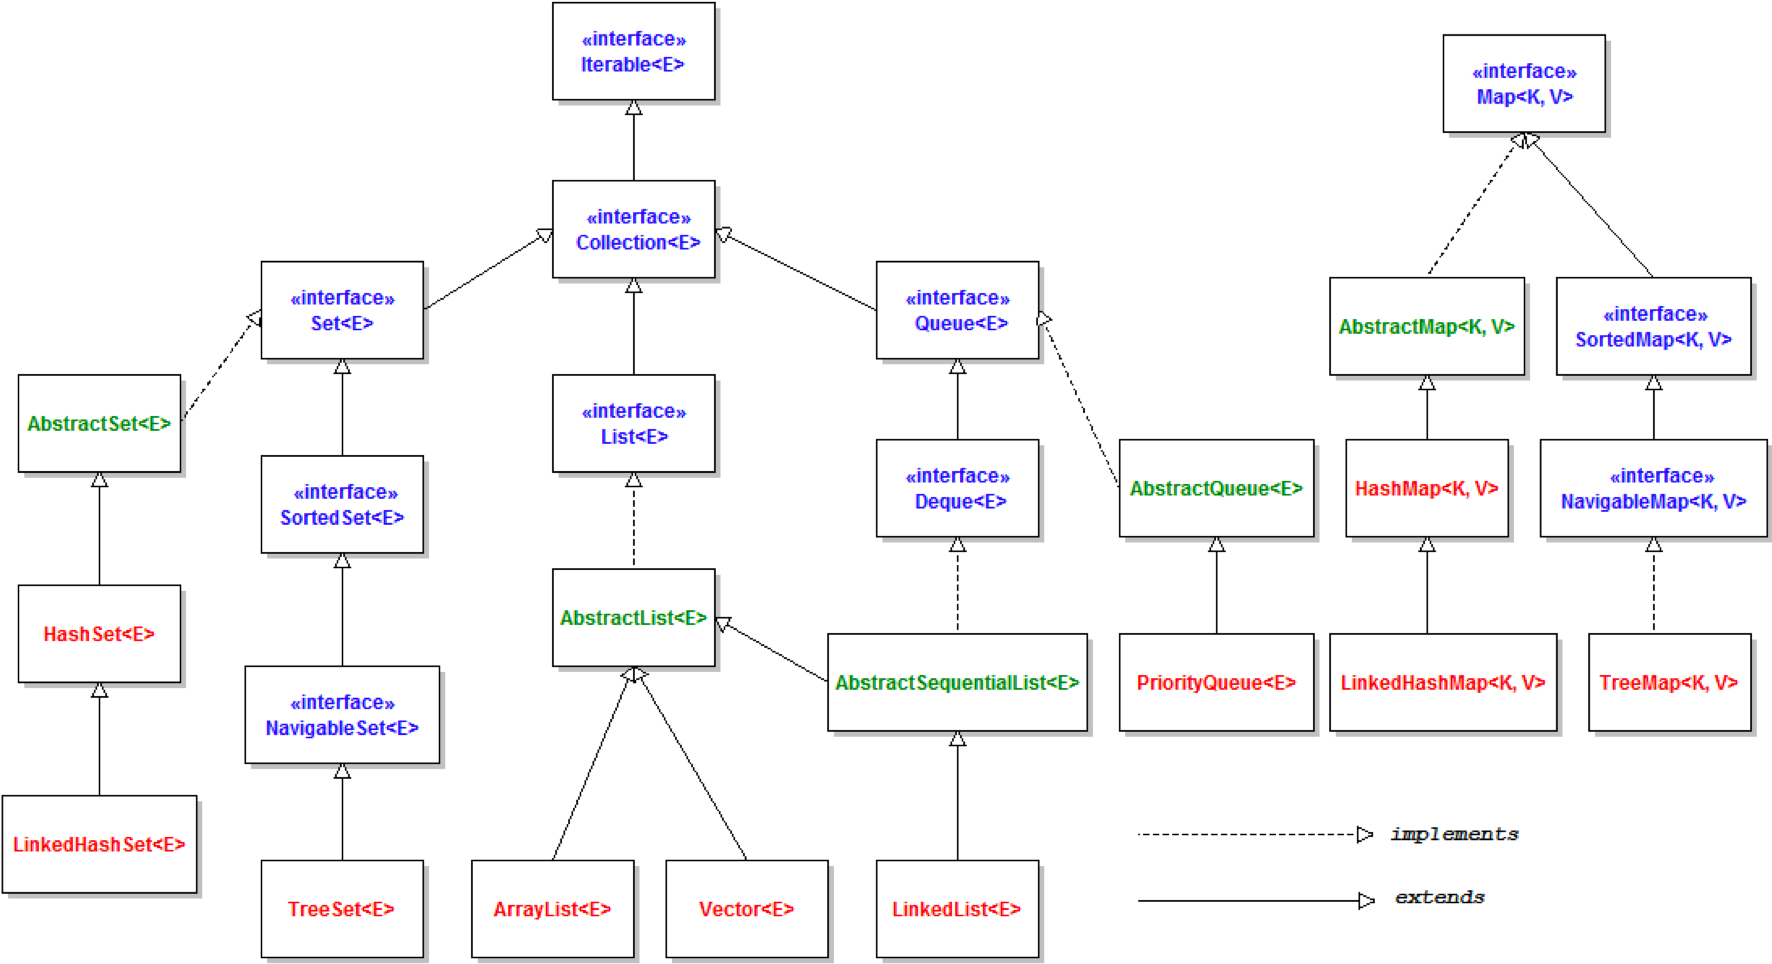 «interface»
Iterable<E>
«interface»
Map<K, V>
«interface»
Collection<E>
«interface»
Set<E>
«interface»
Queue<E>
AbstractMap<K, V>
«interface»
SortedMap<K, V>
AbstractSet<E>
«interface»
List<E>
«interface»
SortedSet<E>
«interface»
Deque<E>
AbstractQueue<E>
HashMap<K, V>
«interface»
NavigableMap<K, V>
HashSet<E>
AbstractList<E>
«interface»
NavigableSet<E>
AbstractSequentialList<E>
PriorityQueue<E>
LinkedHashMap<K, V>
TreeMap<K, V>
LinkedHashSet<E>
TreeSet<E>
ArrayList<E>
Vector<E>
LinkedList<E>
implements
extends